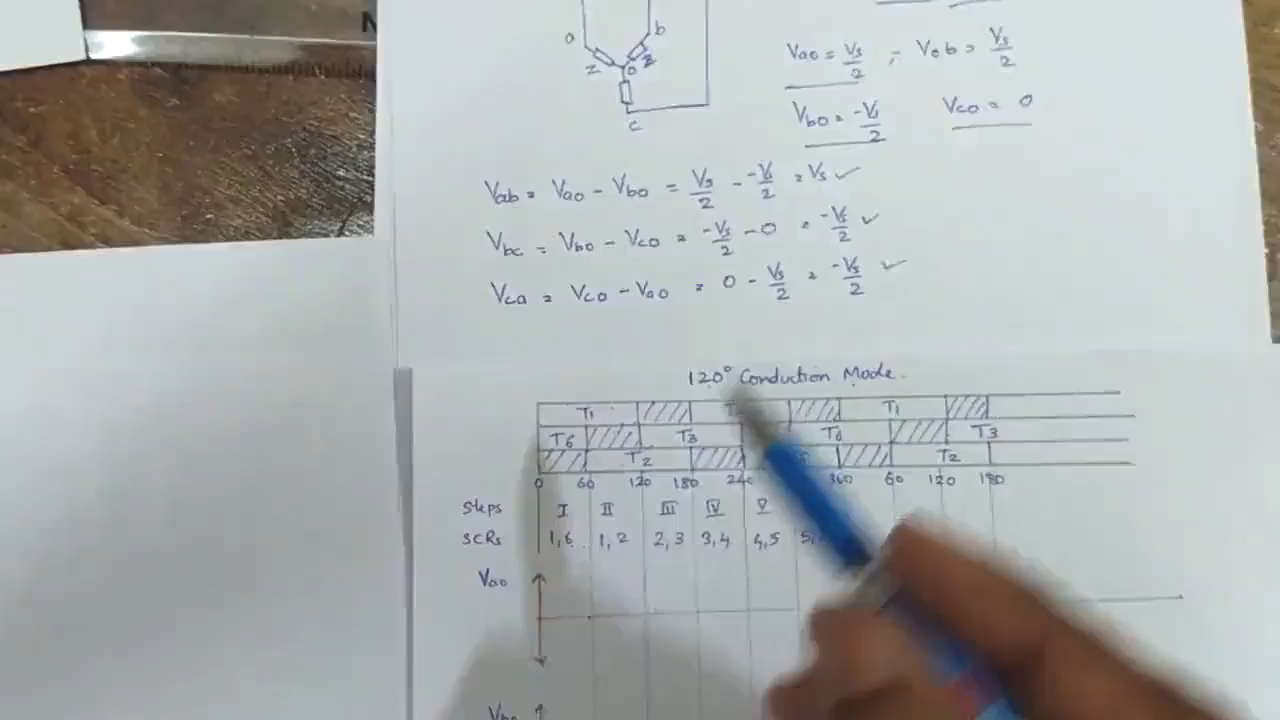 N
a b
z o z
c
Vao = Vs/2 ; Vob = Vs/2
Vbo = -Vs/2 Vco = 0
Vab = Vao - Vbo = Vs/2 - -Vs/2 = Vs ✓
Vbc = Vbo - Vco = -Vs/2 - 0 = -Vs/2 ✓
Vca = Vco - Vao = 0 - Vs/2 = -Vs/2 ✓
120° Conduction Mode.
T1 T1
T6 T3 T6 T3
T2 T2
0 60 120 180 240 360 60 120 180
Steps I II III IV V
SCRs 1,6 1,2 2,3 3,4 4,5
Vao